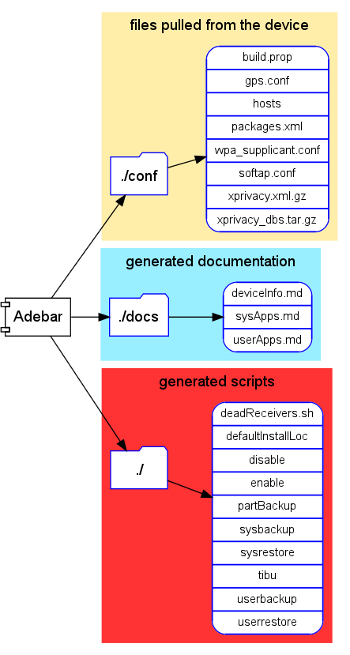 files pulled from the device
build.prop
gps.conf
hosts
packages.xml
wpa_supplicant.conf
softap.conf
xprivacy.xml.gz
xprivacy_dbs.tar.gz
./conf
generated documentation
Adebar
./docs
deviceInfo.md
sysApps.md
userApps.md
generated scripts
./
deadReceivers.sh
defaultInstallLoc
disable
enable
partBackup
sysbackup
sysrestore
tibu
userbackup
userrestore